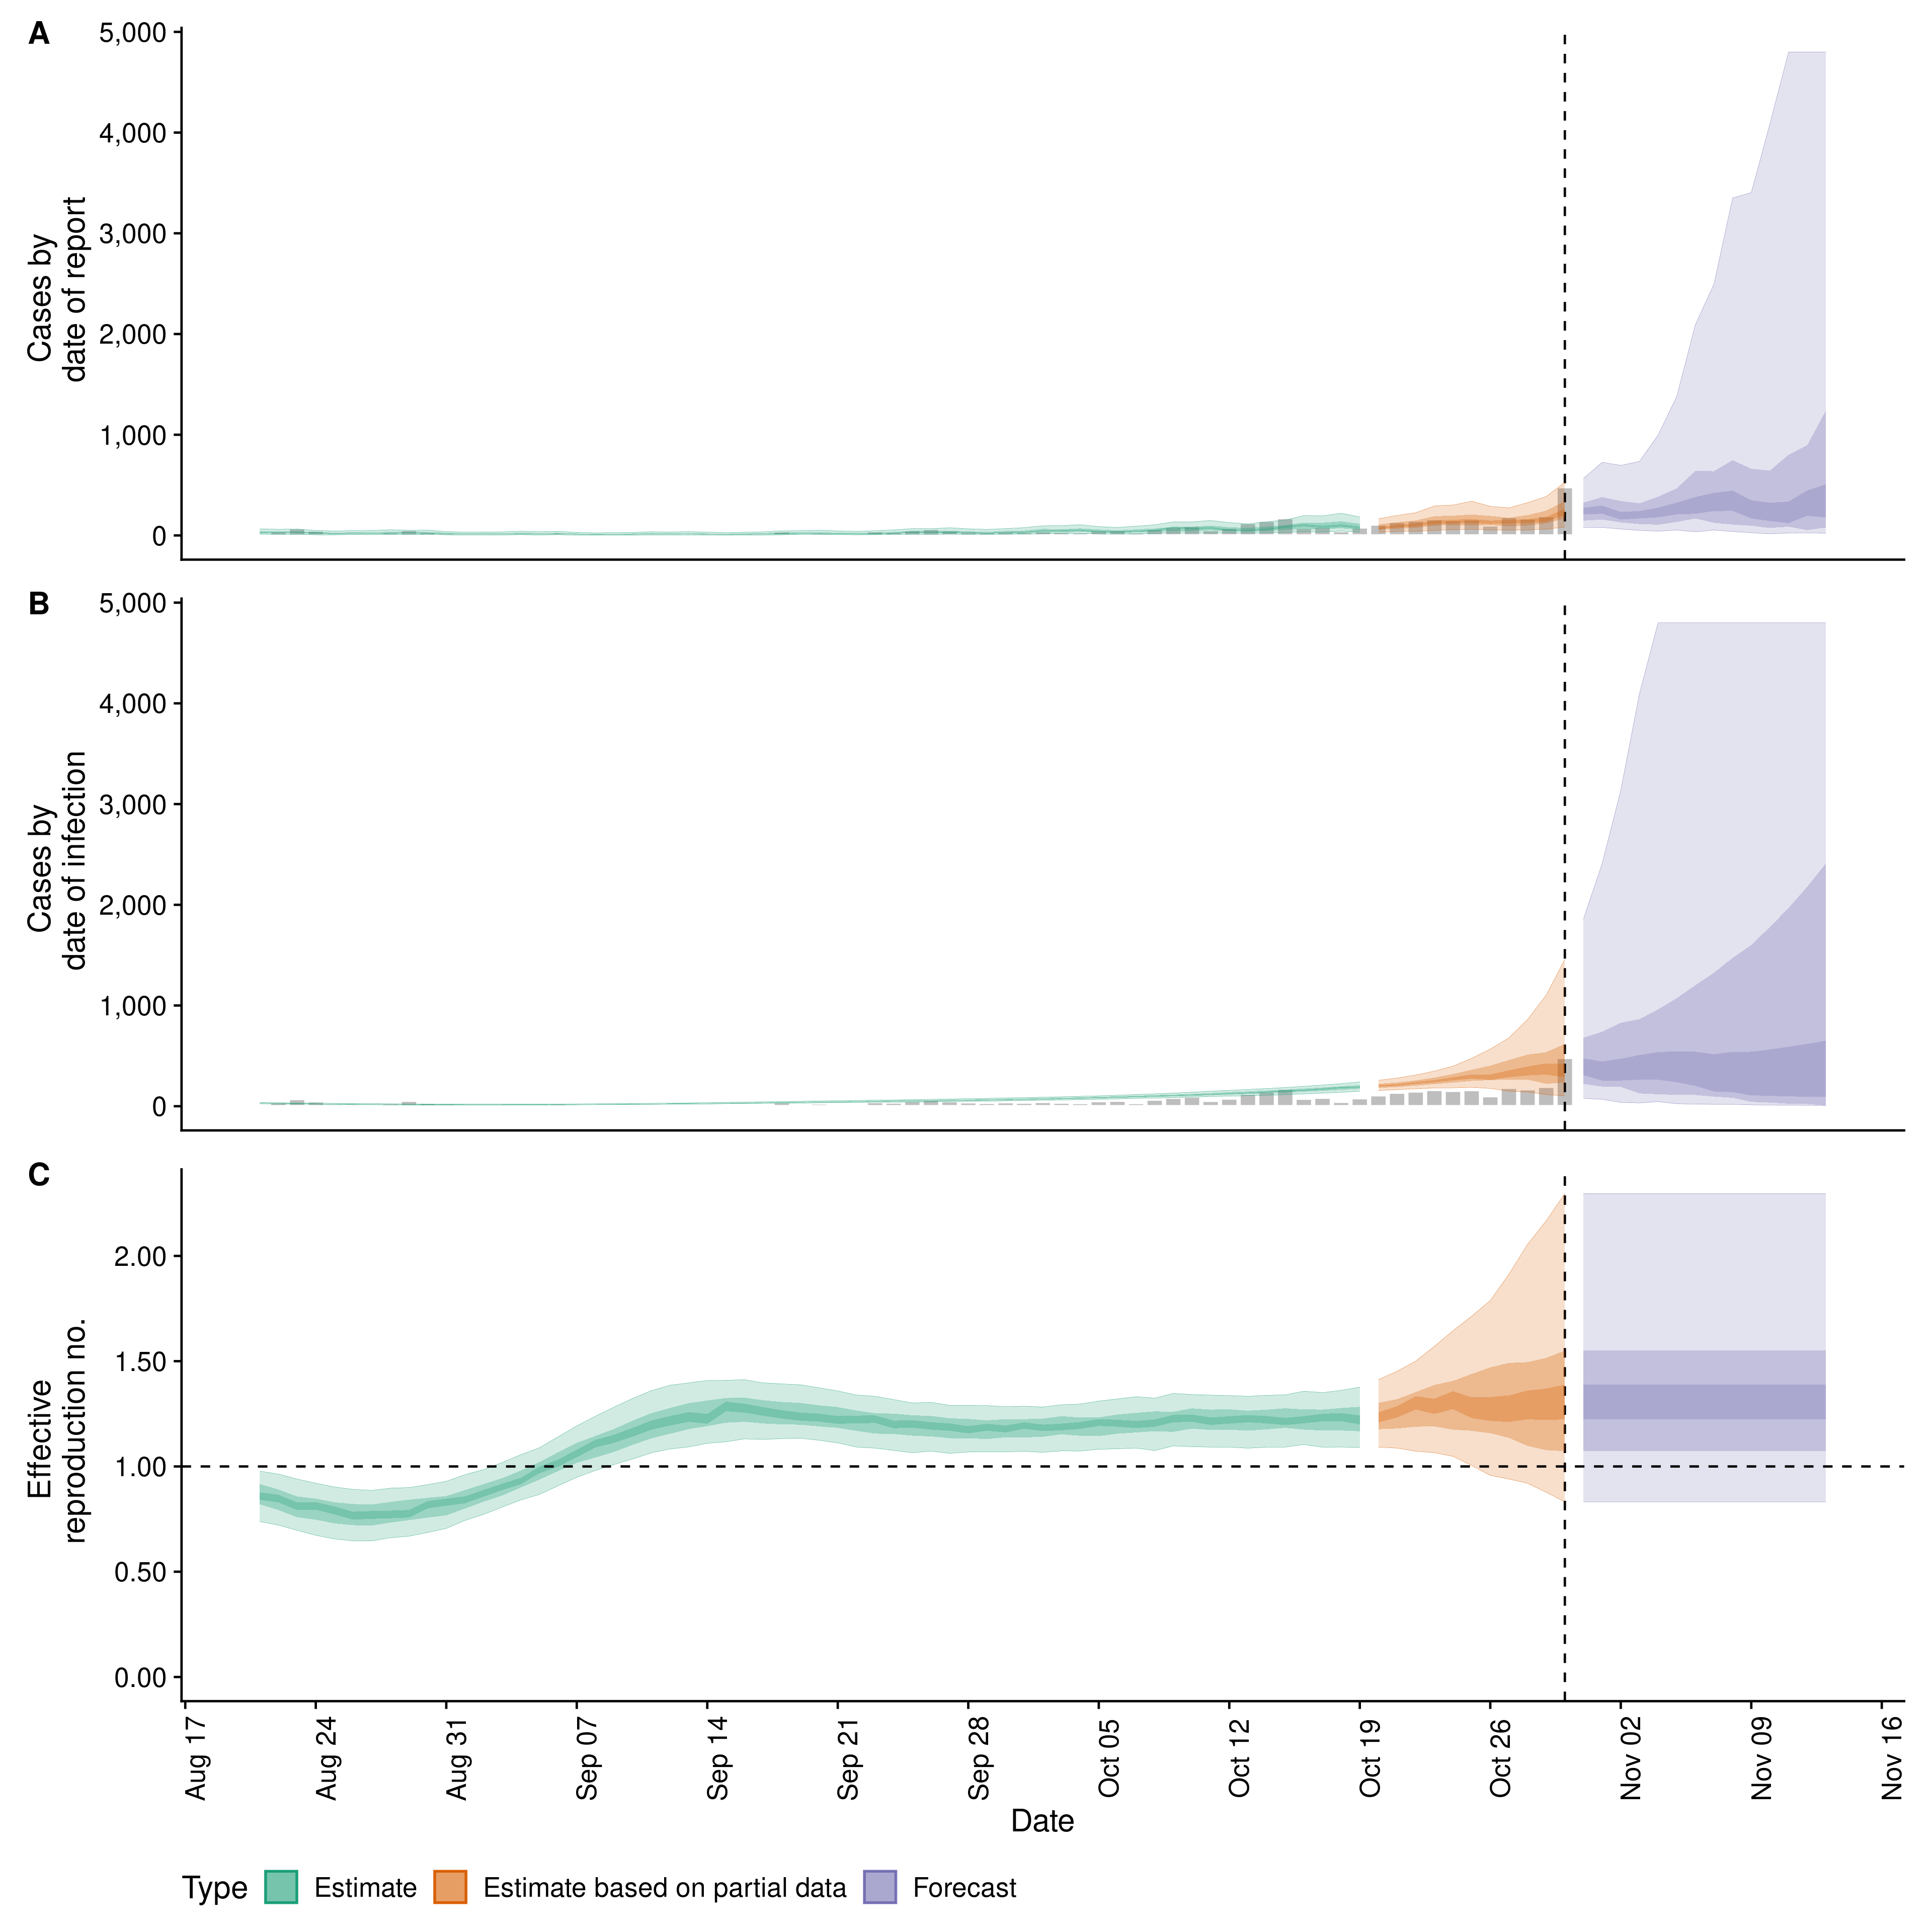 A
Cases by
date of report
5,000
4,000
3,000
2,000
1,000
0
B
Cases by
date of infection
5,000
4,000
3,000
2,000
1,000
0
C
Effective
reproduction no.
2.00
1.50
1.00
0.50
0.00
Aug 17
Aug 24
Aug 31
Sep 07
Sep 14
Sep 21
Sep 28
Oct 05
Oct 12
Oct 19
Oct 26
Nov 02
Nov 09
Nov 16
Date
Type Estimate Estimate based on partial data Forecast